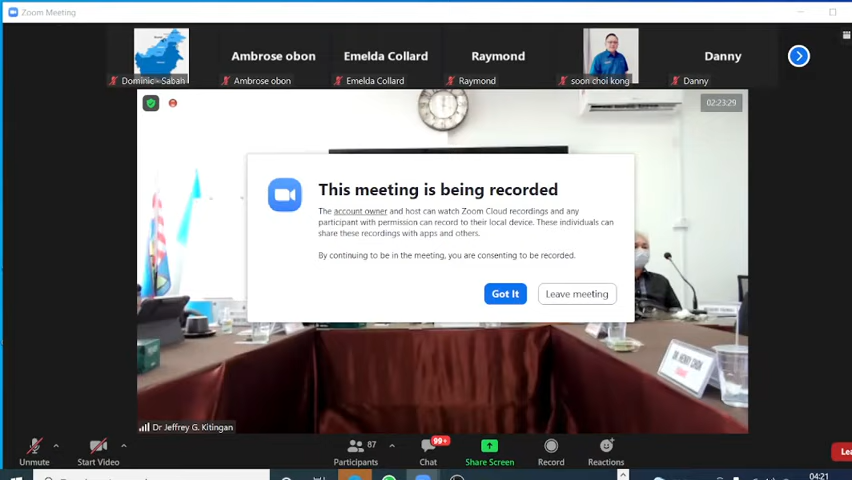 Zoom Meeting
Ambrose obon
Emelda Collard
Raymond
Danny
Dominic - Sabah
Ambrose obon
Emelda Collard
Raymond
soon choi kong
Danny
02:23:29
This meeting is being recorded
The account owner and host can watch Zoom Cloud recordings and any
participant with permission can record to their local device. These individuals can
share these recordings with apps and others.
By continuing to be in the meeting, you are consenting to be recorded.
Got It
Leave meeting
DR. HENRY CHOK
Dr Jeffrey G. Kitingan
87
99+
Unmute
Start Video
Participants
Chat
Share Screen
Record
Reactions
04:21